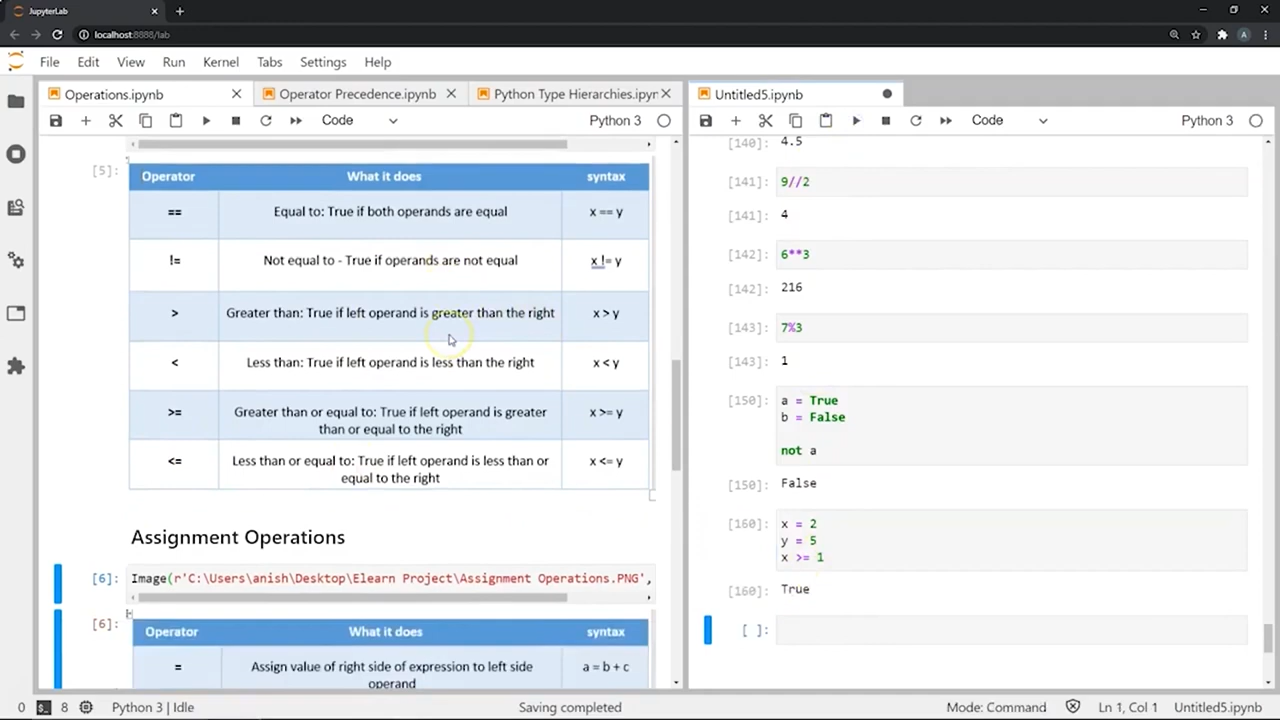 JupyterLab
localhost:8888/lab
File Edit View Run Kernel Tabs Settings Help
Operations.ipynb
Operator Precedence.ipynb
Python Type Hierarchies.ipyn
Code
Python 3
[5]:
Operator What it does syntax
== Equal to: True if both operands are equal x == y
!= Not equal to - True if operands are not equal x != y
> Greater than: True if left operand is greater than the right x > y
< Less than: True if left operand is less than the right x < y
>= Greater than or equal to: True if left operand is greater x >= y
than or equal to the right
<= Less than or equal to: True if left operand is less than or x <= y
equal to the right
Assignment Operations
[6]: Image(r'C:\Users\anish\Desktop\Elearn Project\Assignment Operations.PNG',
[6]:
Operator What it does syntax
= Assign value of right side of expression to left side a = b + c
operand
Untitled5.ipynb
Code
Python 3
[140]: 4.5
[141]: 9//2
[141]: 4
[142]: 6**3
[142]: 216
[143]: 7%3
[143]: 1
[150]: a = True
b = False
not a
[150]: False
[160]: x = 2
y = 5
x >= 1
[160]: True
[ ]:
0 8 Python 3 | Idle Saving completed Mode: Command Ln 1, Col 1 Untitled5.ipynb